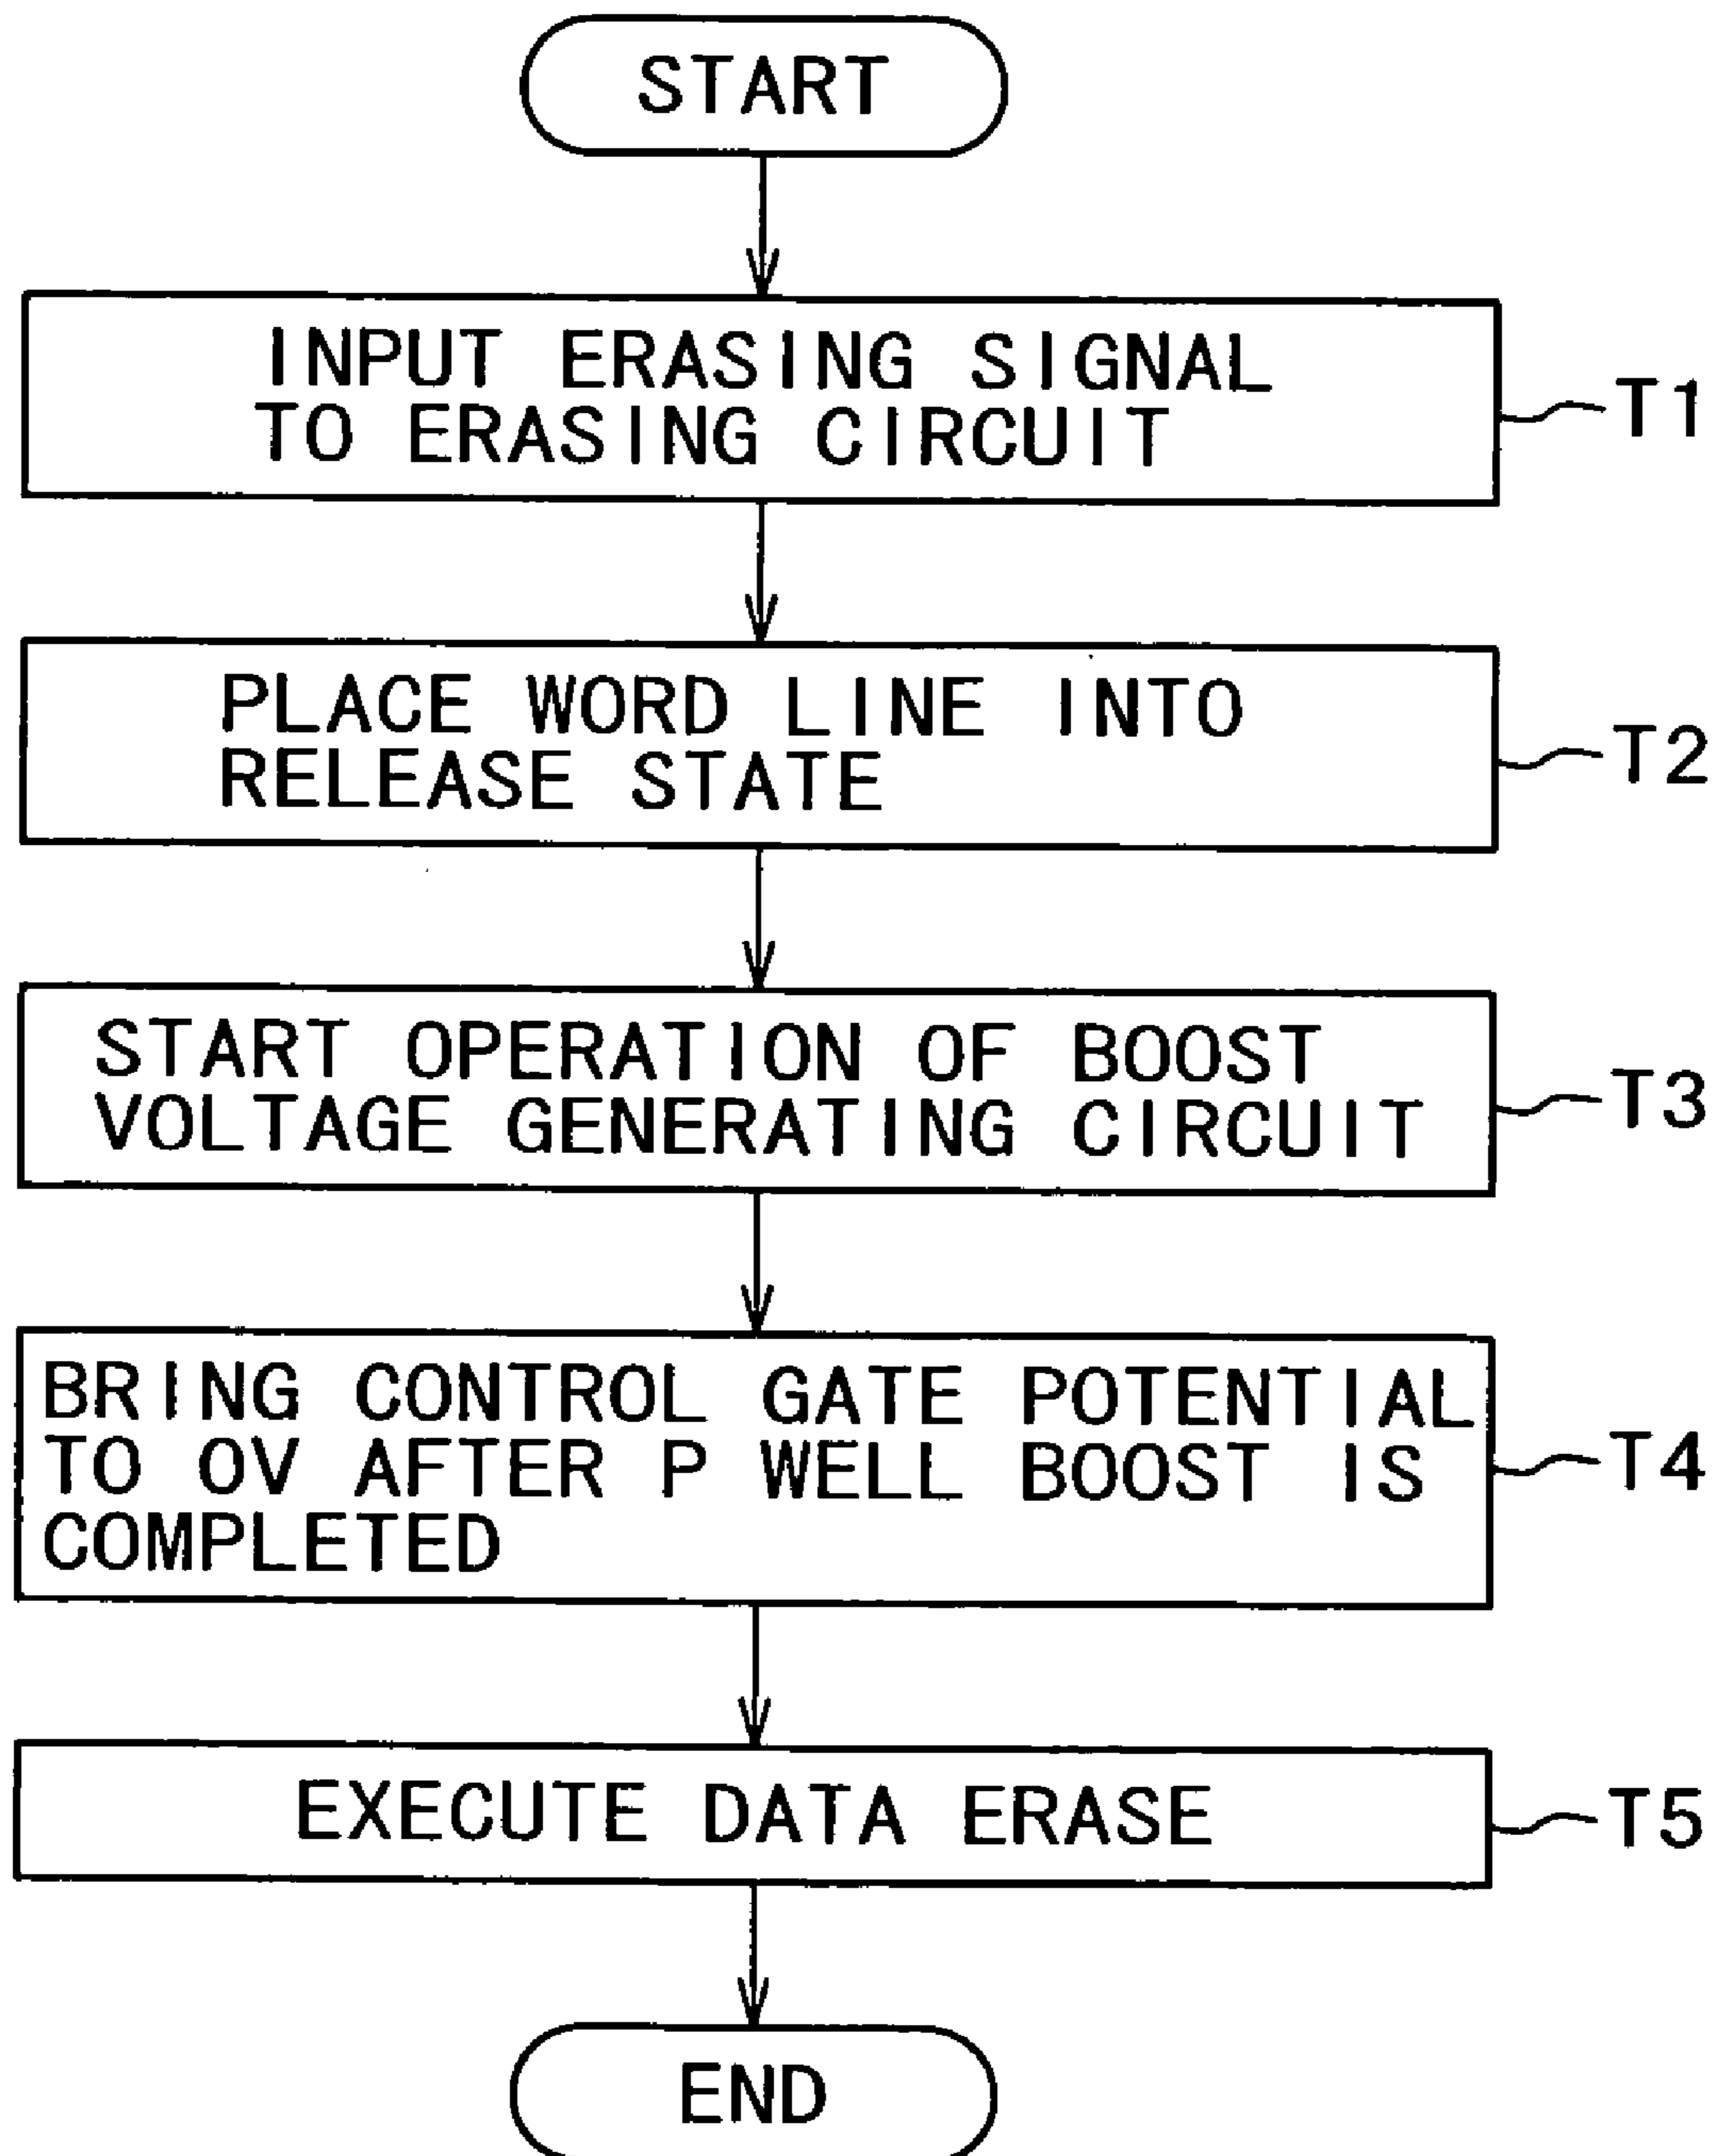 START
INPUT ERASING SIGNAL
TO ERASING CIRCUIT
T1
PLACE WORD LINE INTO
RELEASE STATE
T2
START OPERATION OF BOOST
VOLTAGE GENERATING CIRCUIT
T3
BRING CONTROL GATE POTENTIAL
TO 0V AFTER P WELL BOOST IS
COMPLETED
T4
EXECUTE DATA ERASE
T5
END